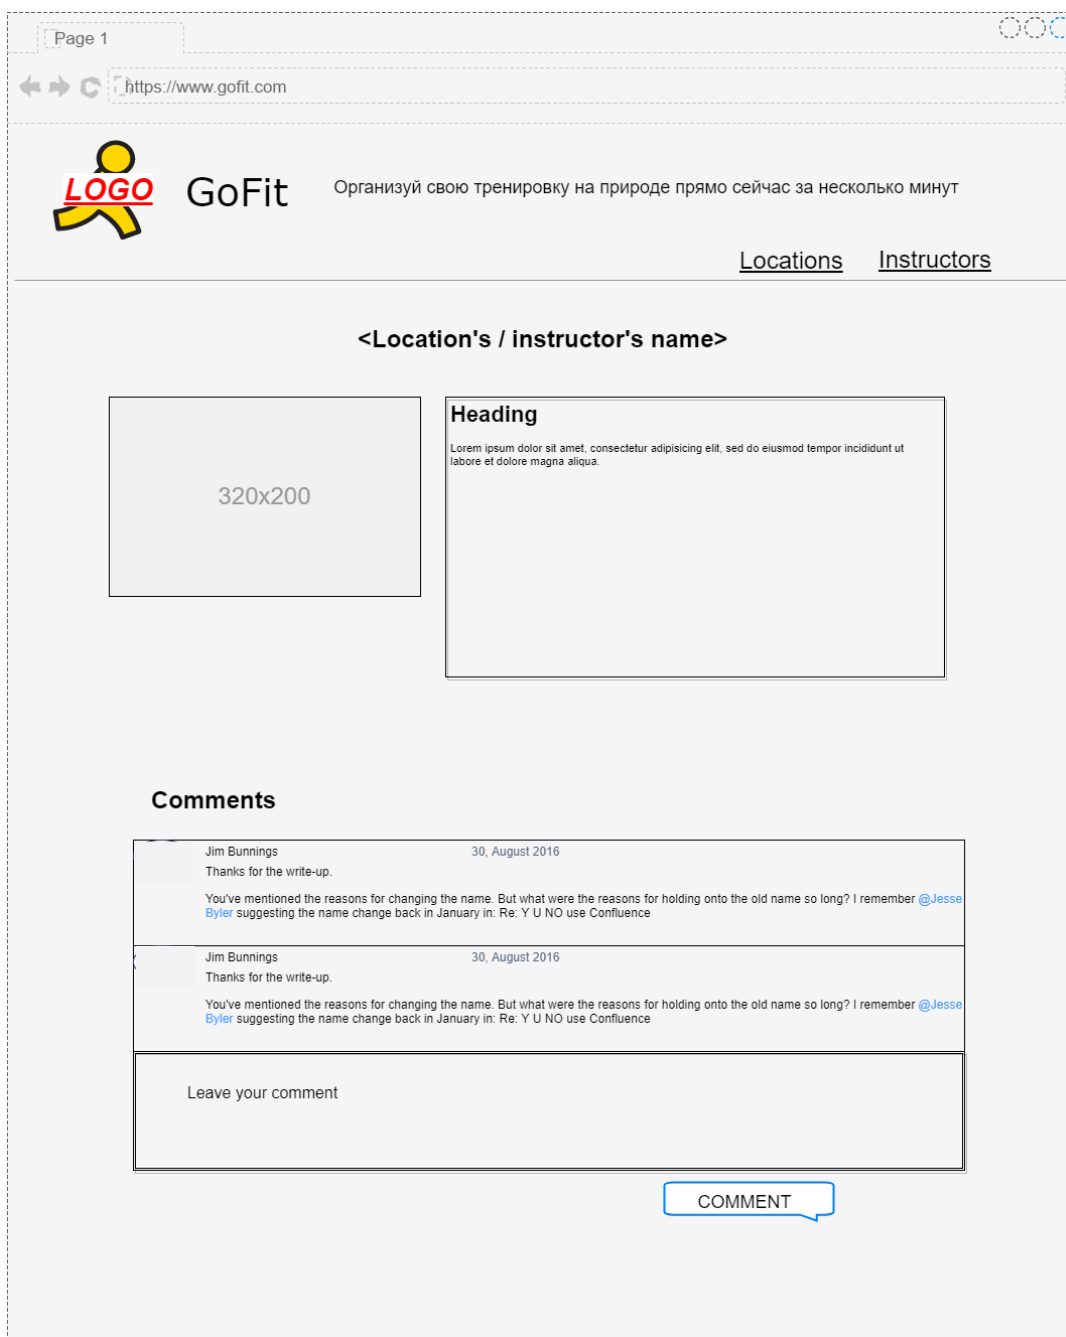 Page 1
https://www.gofit.com
LOGO
GoFit
Организуй свою тренировку на природе прямо сейчас за несколько минут
Locations
Instructors
<Location's / instructor's name>
320x200
Heading
Lorem ipsum dolor sit amet, consectetur adipisicing elit, sed do eiusmod tempor incididunt ut
labore et dolore magna aliqua.
Comments
Jim Bunnings
30, August 2016
Thanks for the write-up.
You've mentioned the reasons for changing the name. But what were the reasons for holding onto the old name so long? I remember @Jesse
Byler suggesting the name change back in January in: Re: Y U NO use Confluence
Jim Bunnings
30, August 2016
Thanks for the write-up.
You've mentioned the reasons for changing the name. But what were the reasons for holding onto the old name so long? I remember @Jesse
Byler suggesting the name change back in January in: Re: Y U NO use Confluence
Leave your comment
COMMENT